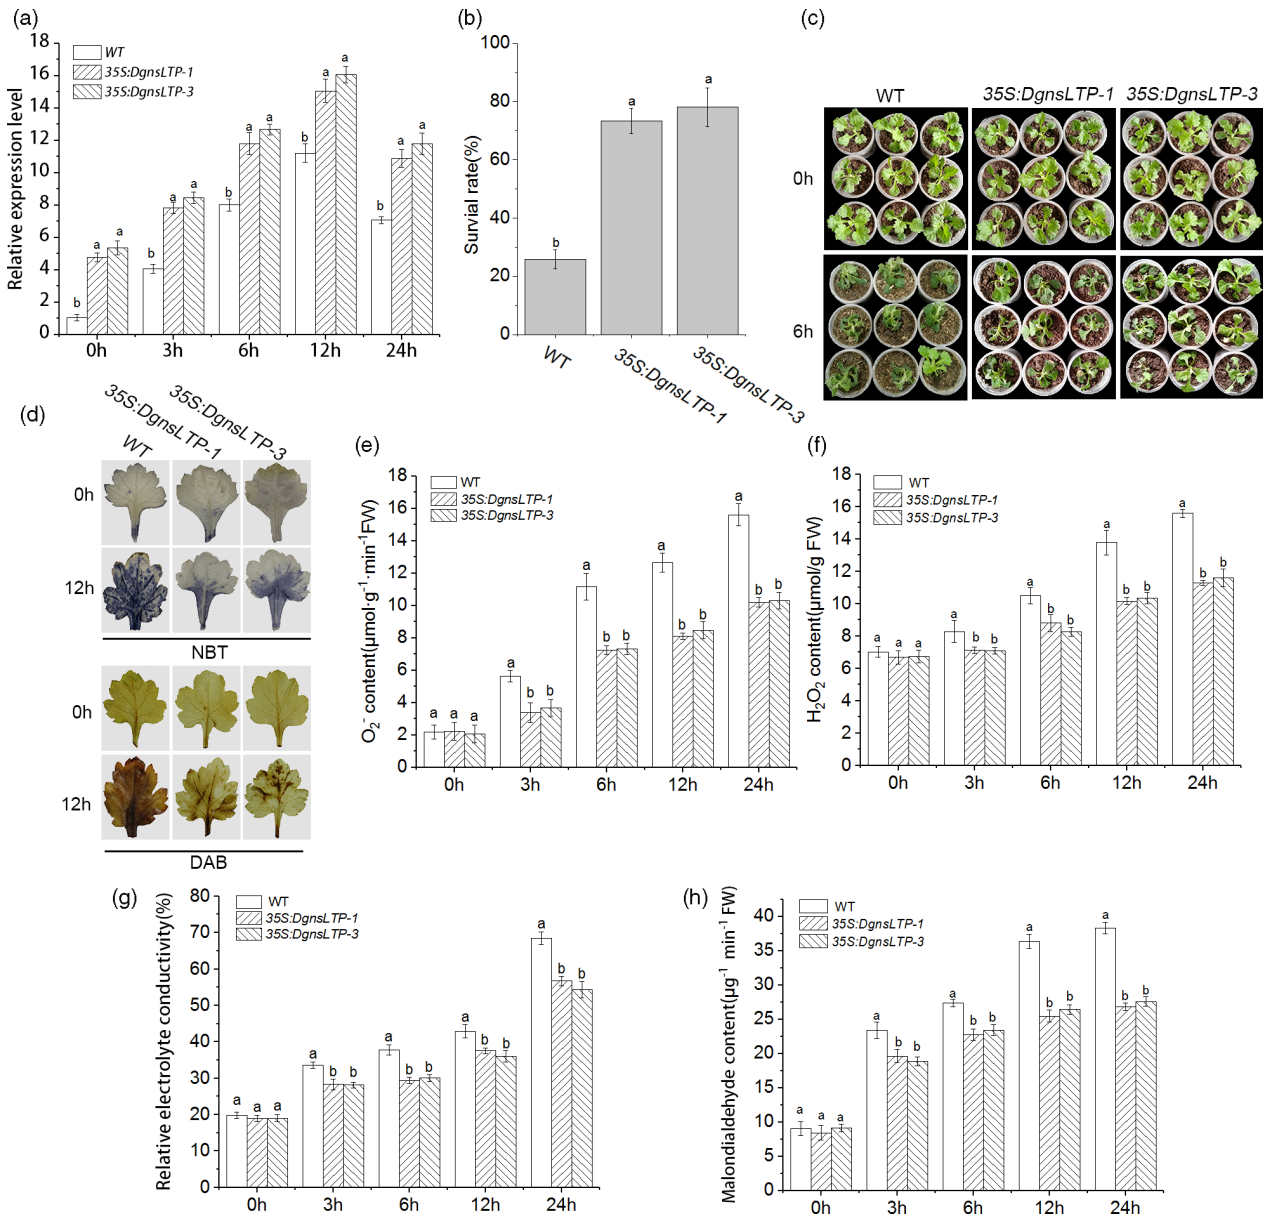 (a)
18
16
14
12
10
8
6
4
2
0
Relative expression level
WT
35S:DgnsLTP-1
35S:DgnsLTP-3
b a a
b a a
b a a
b a a
b a a
0h 3h 6h 12h 24h
(b)
100
80
60
40
20
0
Survial rate(%)
b a a
WT 35S:DgnsLTP-1 35S:DgnsLTP-3
(c)
WT 35S:DgnsLTP-1 35S:DgnsLTP-3
0h
6h
(d)
WT 35S:DgnsLTP-1 35S:DgnsLTP-3
0h
12h
NBT
0h
12h
DAB
(e)
18
16
14
12
10
8
6
4
2
0
O₂⁻ content(µmol·g⁻¹·min⁻¹FW)
WT
35S:DgnsLTP-1
35S:DgnsLTP-3
a a a
a b b
a b b
a b b
a b b
0h 3h 6h 12h 24h
(f)
18
16
14
12
10
8
6
4
2
0
H₂O₂ content(µmol/g FW)
WT
35S:DgnsLTP-1
35S:DgnsLTP-3
a a a
a b b
a b b
a b b
a b b
0h 3h 6h 12h 24h
(g)
80
70
60
50
40
30
20
10
0
Relative electrolyte conductivity(%)
WT
35S:DgnsLTP-1
35S:DgnsLTP-3
a a a
a b b
a b b
a b b
a b b
0h 3h 6h 12h 24h
(h)
40
35
30
25
20
15
10
5
0
Malondialdehyde content(µg⁻¹ min⁻¹ FW)
WT
35S:DgnsLTP-1
35S:DgnsLTP-3
a a a
a b b
a b b
a b b
a b b
0h 3h 6h 12h 24h